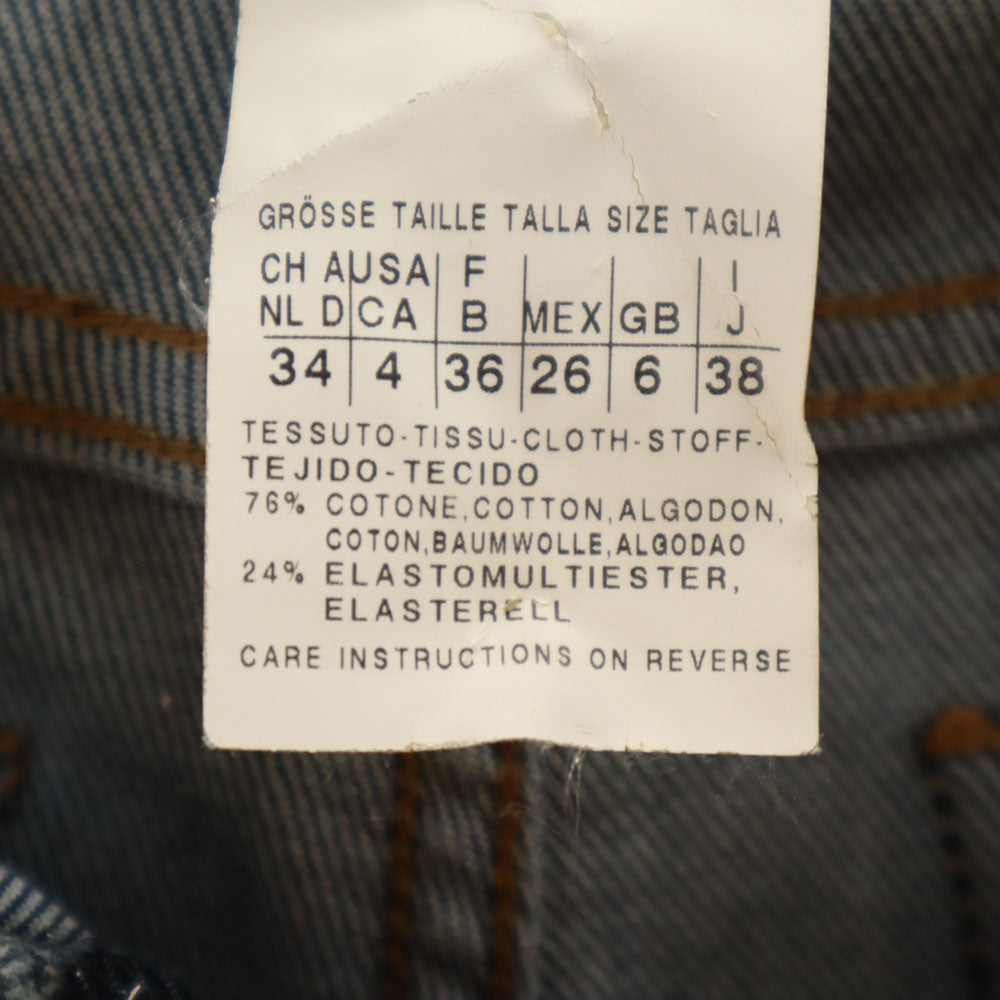 GRÖSSE TAILLE TALLA SIZE TAGLIA
CH A USA F I
NL D CA B MEX GB J
34 4 36 26 6 38
TESSUTO-TISSU-CLOTH-STOFF-
TEJIDO-TECIDO
76% COTONE,COTTON,ALGODON,
COTON,BAUMWOLLE,ALGODAO
24% ELASTOMULTIESTER,
ELASTERELL
CARE INSTRUCTIONS ON REVERSE